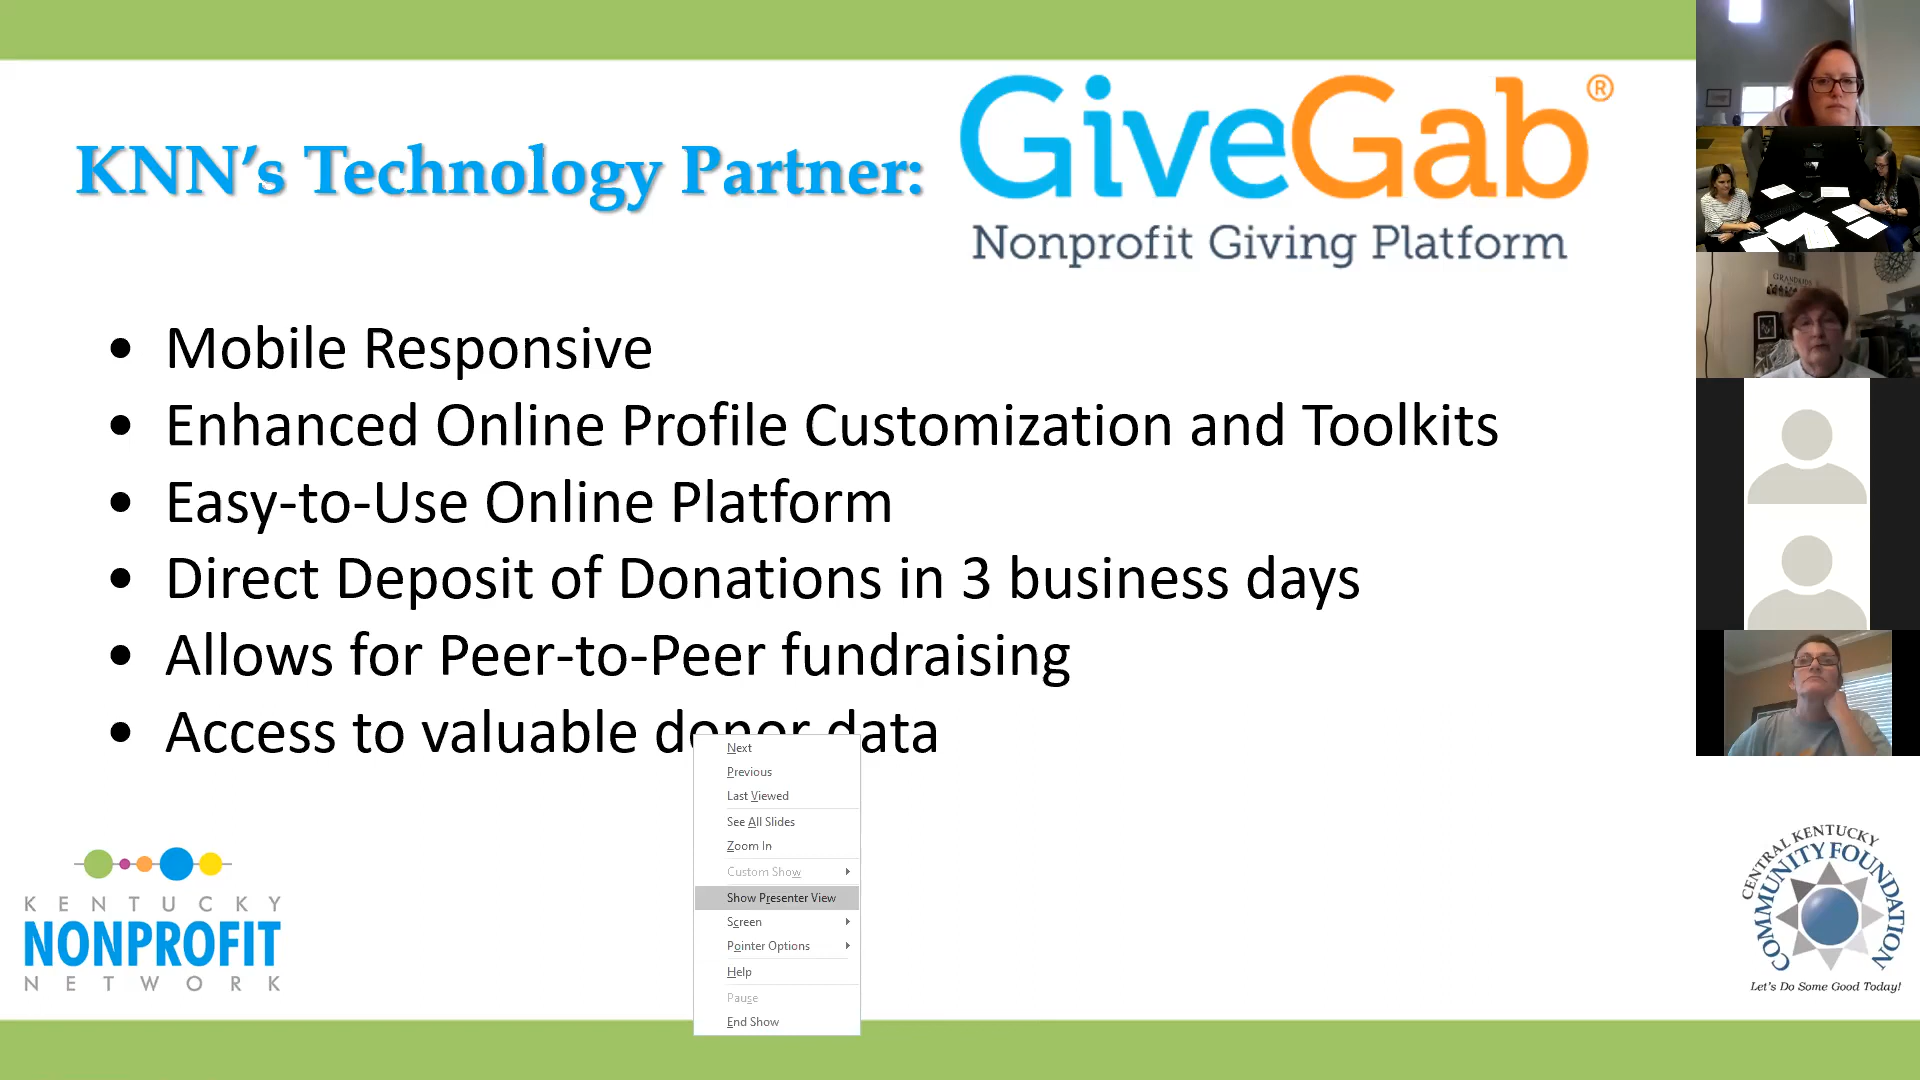 KNN's Technology Partner:
GiveGab®
Nonprofit Giving Platform
• Mobile Responsive
• Enhanced Online Profile Customization and Toolkits
• Easy-to-Use Online Platform
• Direct Deposit of Donations in 3 business days
• Allows for Peer-to-Peer fundraising
• Access to valuable donor data
Next
Previous
Last Viewed
See All Slides
Zoom In
Custom Show
Show Presenter View
Screen
Pointer Options
Help
Pause
End Show
KENTUCKY
NONPROFIT
NETWORK
CENTRAL KENTUCKY
COMMUNITY FOUNDATION
Let's Do Some Good Today!